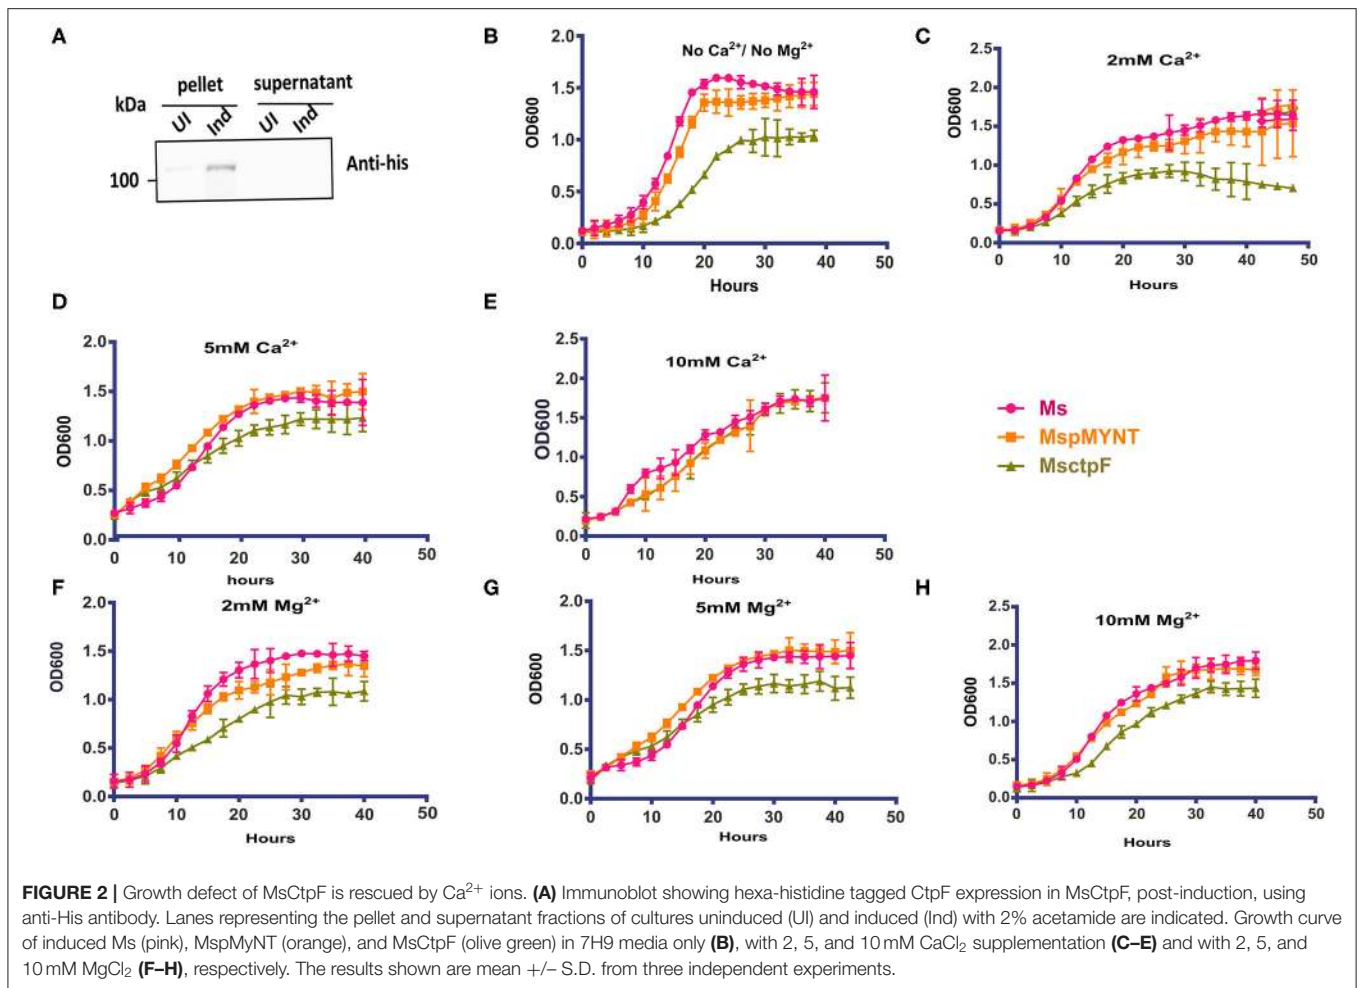 A
pellet supernatant
kDa
UI Ind UI Ind
100
Anti-his
B
No Ca²⁺/ No Mg²⁺
OD600
2.0
1.5
1.0
0.5
0.0
0 10 20 30 40 50
Hours
C
2mM Ca²⁺
OD600
2.5
2.0
1.5
1.0
0.5
0.0
0 10 20 30 40 50
Hours
D
5mM Ca²⁺
OD600
2.0
1.5
1.0
0.5
0.0
0 10 20 30 40 50
hours
E
10mM Ca²⁺
OD600
2.5
2.0
1.5
1.0
0.5
0.0
0 10 20 30 40 50
Hours
Ms
MspMYNT
MsctpF
F
2mM Mg²⁺
OD600
2.0
1.5
1.0
0.5
0.0
0 10 20 30 40 50
Hours
G
5mM Mg²⁺
OD600
2.0
1.5
1.0
0.5
0.0
0 10 20 30 40 50
Hours
H
10mM Mg²⁺
OD600
2.5
2.0
1.5
1.0
0.5
0.0
0 10 20 30 40 50
Hours
FIGURE 2 | Growth defect of MsCtpF is rescued by Ca²⁺ ions. (A) Immunoblot showing hexa-histidine tagged CtpF expression in MsCtpF, post-induction, using
anti-His antibody. Lanes representing the pellet and supernatant fractions of cultures uninduced (UI) and induced (Ind) with 2% acetamide are indicated. Growth curve
of induced Ms (pink), MspMyNT (orange), and MsCtpF (olive green) in 7H9 media only (B), with 2, 5, and 10 mM CaCl₂ supplementation (C–E) and with 2, 5, and
10 mM MgCl₂ (F–H), respectively. The results shown are mean +/− S.D. from three independent experiments.